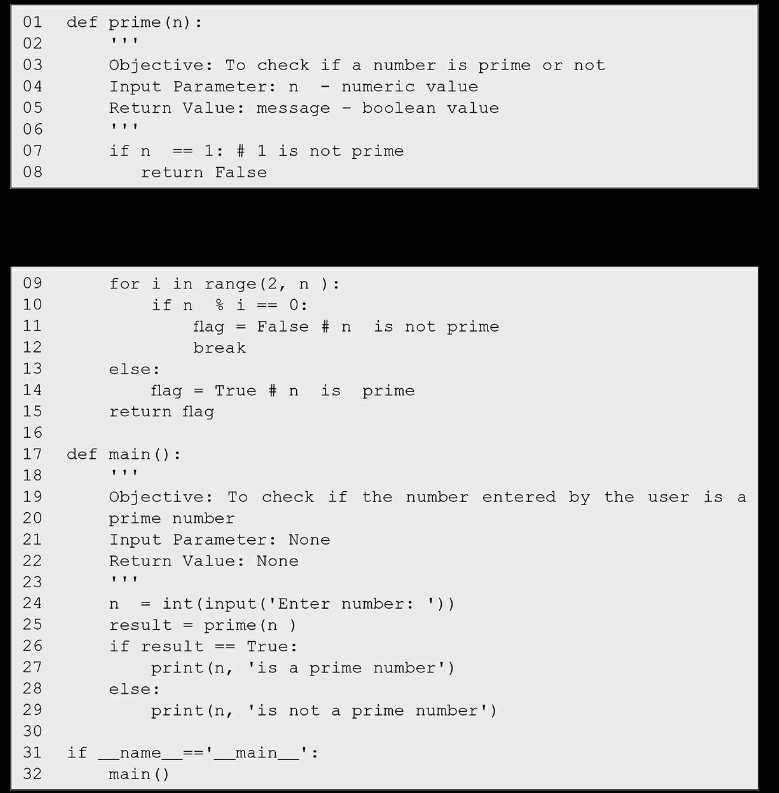 01 def prime(n):
02     '''
03     Objective: To check if a number is prime or not
04     Input Parameter: n  - numeric value
05     Return Value: message – boolean value
06     '''
07     if n  == 1: # 1 is not prime
08        return False
09     for i in range(2, n ):
10         if n  % i == 0:
11             flag = False # n  is not prime
12             break
13     else:
14         flag = True # n  is  prime
15     return flag
16
17 def main():
18     '''
19     Objective: To check if the number entered by the user is a
20     prime number
21     Input Parameter: None
22     Return Value: None
23     '''
24     n  = int(input('Enter number: '))
25     result = prime(n )
26     if result == True:
27         print(n, 'is a prime number')
28     else:
29         print(n, 'is not a prime number')
30
31 if __name__=='__main__':
32     main()